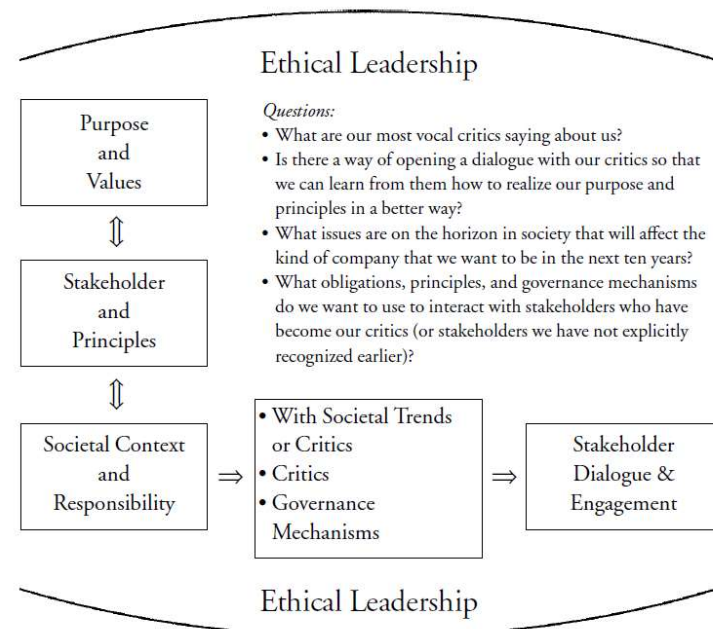 Ethical Leadership
Purpose
and
Values
Questions:
• What are our most vocal critics saying about us?
• Is there a way of opening a dialogue with our critics so that
we can learn from them how to realize our purpose and
principles in a better way?
• What issues are on the horizon in society that will affect the
kind of company that we want to be in the next ten years?
• What obligations, principles, and governance mechanisms
do we want to use to interact with stakeholders who have
become our critics (or stakeholders we have not explicitly
recognized earlier)?
Stakeholder
and
Principles
Societal Context
and
Responsibility
• With Societal Trends
or Critics
• Critics
• Governance
Mechanisms
Stakeholder
Dialogue &
Engagement
Ethical Leadership